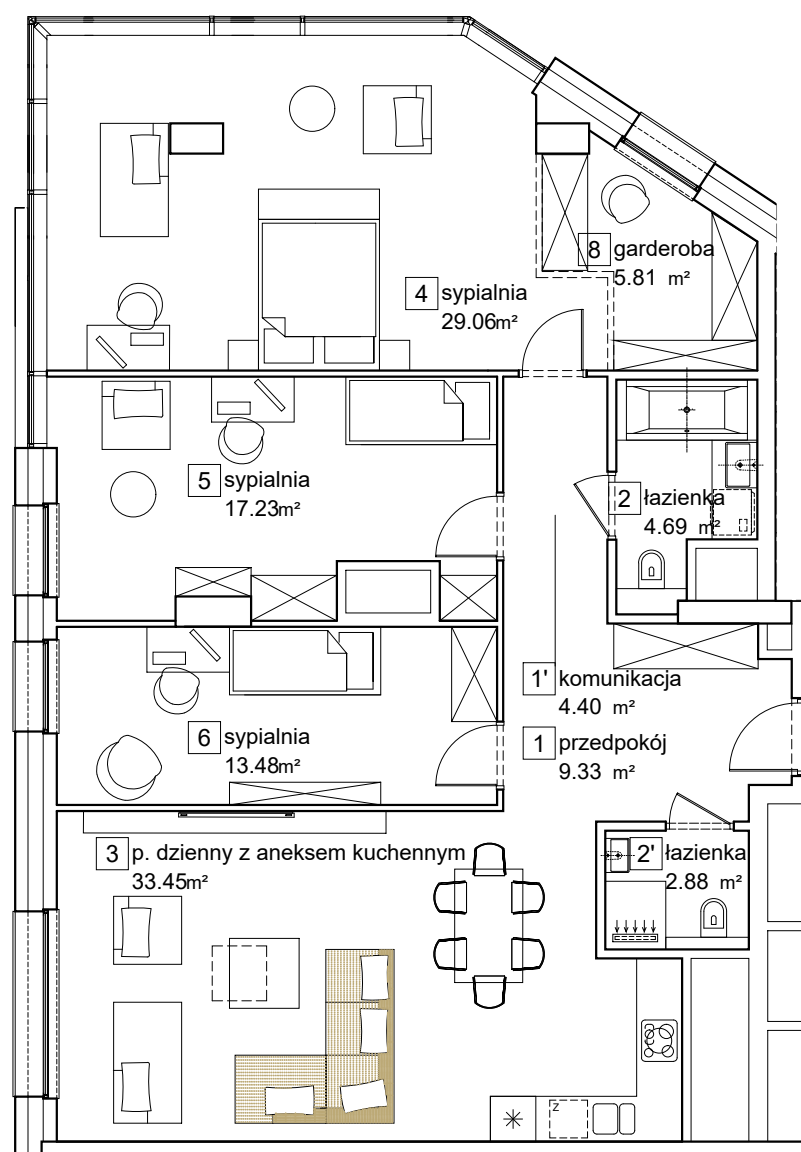 8 garderoba
5.81 m²
4 sypialnia
29.06m²
5 sypialnia
17.23m²
2 łazienka
4.69 m²
1' komunikacja
4.40 m²
6 sypialnia
13.48m²
1 przedpokój
9.33 m²
3 p. dzienny z aneksem kuchennym
33.45m²
2' łazienka
2.88 m²
z